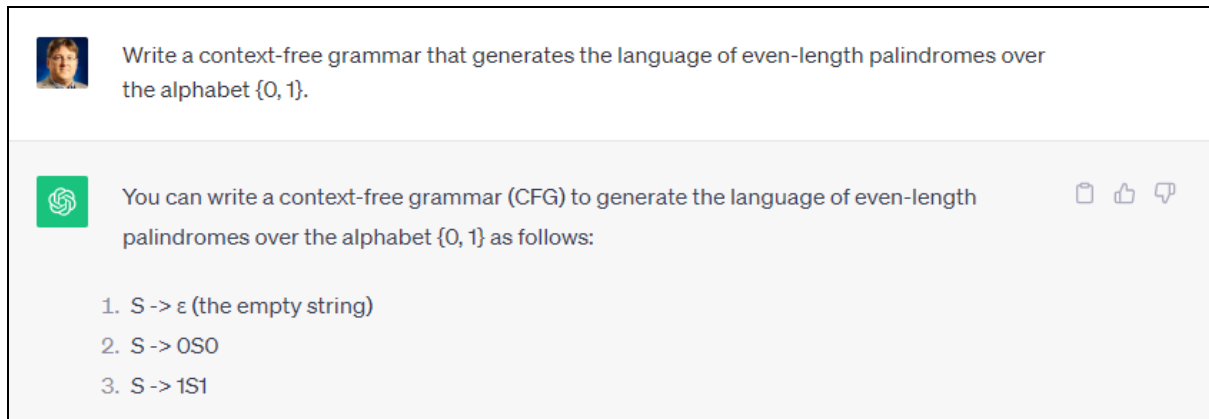 Write a context-free grammar that generates the language of even-length palindromes over
the alphabet {0, 1}.
You can write a context-free grammar (CFG) to generate the language of even-length
palindromes over the alphabet {0, 1} as follows:
1. S -> ε (the empty string)
2. S -> 0S0
3. S -> 1S1